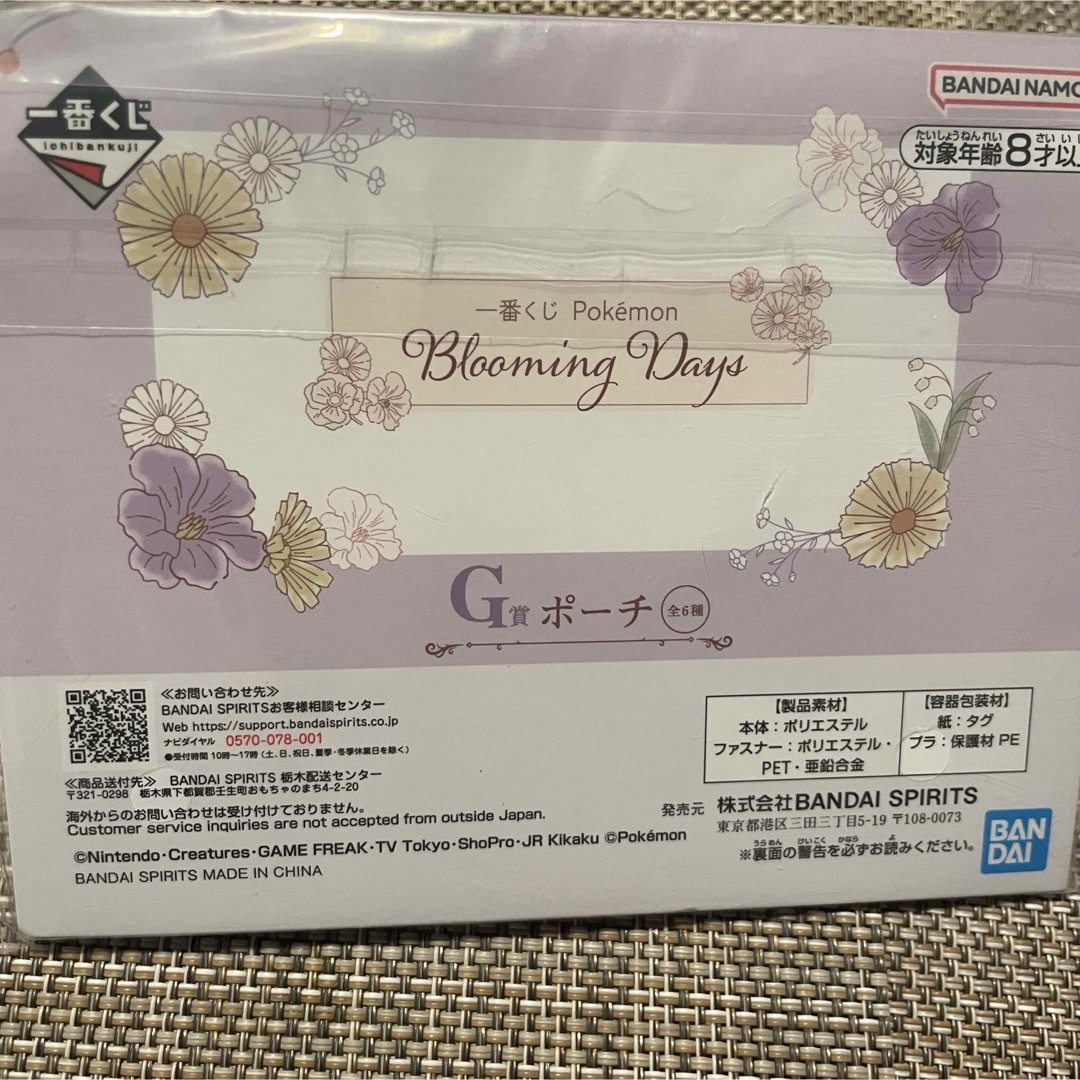 一番くじ
ichibankuji
BANDAI NAMCO
たいしょうねんれい さいい
対象年齢8才以
一番くじ Pokémon
Blooming Days
G賞 ポーチ 全6種
≪お問い合わせ先≫
BANDAI SPIRITSお客様相談センター
Web https://support.bandaispirits.co.jp
ナビダイヤル 0570-078-001
●受付時間 10時〜17時 (土、日、祝日、夏季・冬季休業日を除く)
≪商品送付先≫ BANDAI SPIRITS 栃木配送センター
〒321-0298 栃木県下都賀郡壬生町おもちゃのまち4-2-20
海外からのお問い合わせは受け付けておりません。
Customer service inquiries are not accepted from outside Japan.
©Nintendo・Creatures・GAME FREAK・TV Tokyo・ShoPro・JR Kikaku ©Pokémon
BANDAI SPIRITS MADE IN CHINA
【製品素材】
本体：ポリエステル
ファスナー：ポリエステル・
PET・亜鉛合金
【容器包装材】
紙：タグ
プラ：保護材 PE
発売元 株式会社BANDAI SPIRITS
東京都港区三田三丁目5-19 〒108-0073
うらめん けいこく かなら よ
※裏面の警告を必ずお読みください。
BAN
DAI